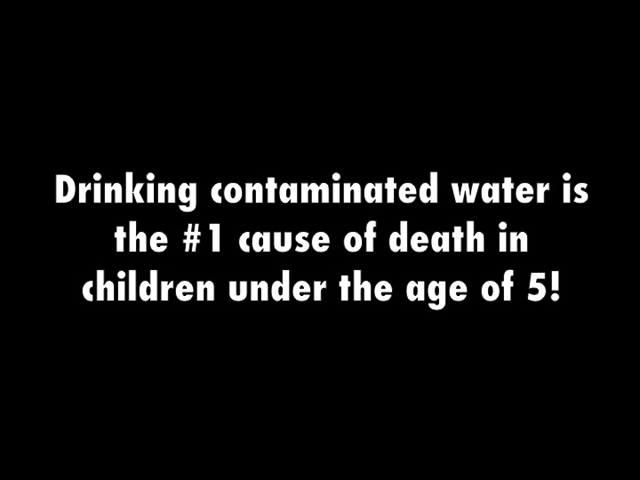 Drinking contaminated water is
the #1 cause of death in
children under the age of 5!